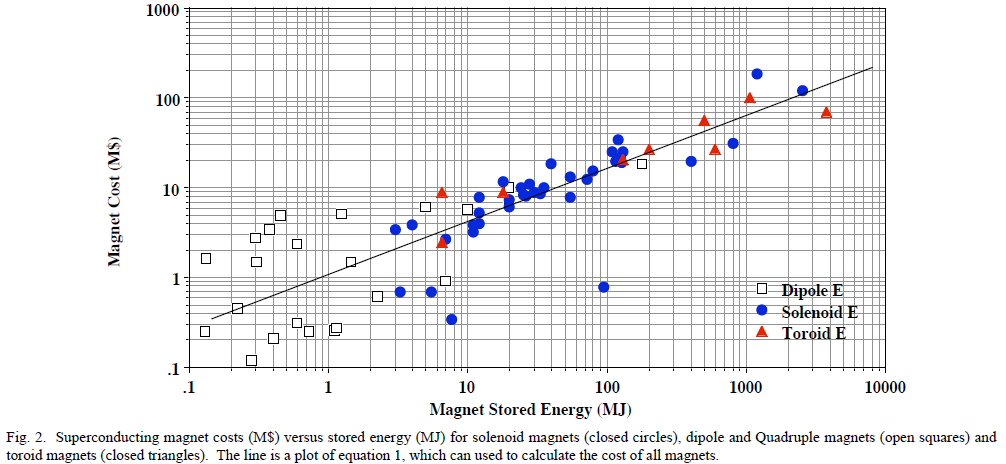 1000
100
10
1
.1
Magnet Cost (M$)
Dipole E
Solenoid E
Toroid E
.1 1 10 100 1000 10000
Magnet Stored Energy (MJ)
Fig. 2. Superconducting magnet costs (M$) versus stored energy (MJ) for solenoid magnets (closed circles), dipole and Quadruple magnets (open squares) and
toroid magnets (closed triangles). The line is a plot of equation 1, which can used to calculate the cost of all magnets.